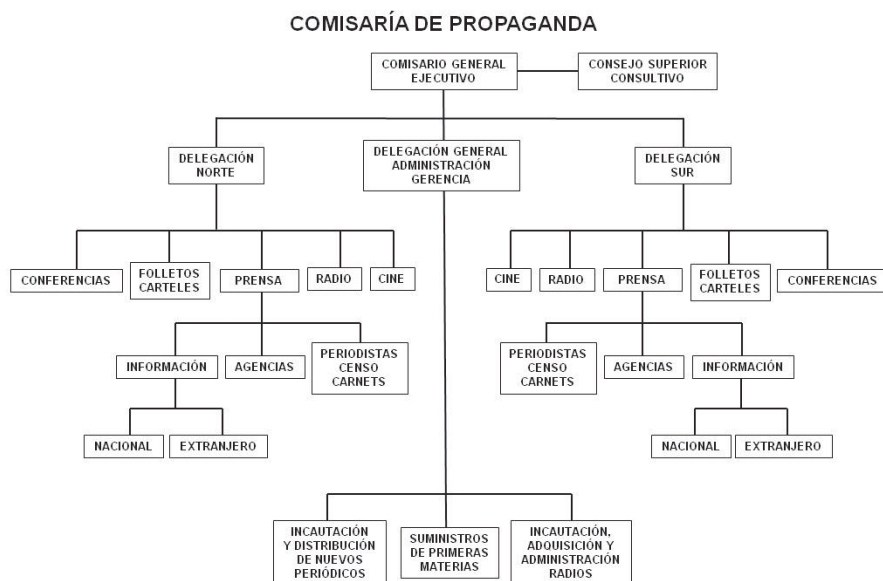 COMISARÍA DE PROPAGANDA
COMISARIO GENERAL
EJECUTIVO
CONSEJO SUPERIOR
CONSULTIVO
DELEGACIÓN
NORTE
DELEGACIÓN GENERAL
ADMINISTRACIÓN
GERENCIA
DELEGACIÓN
SUR
CONFERENCIAS
FOLLETOS
CARTELES
PRENSA
RADIO
CINE
CINE
RADIO
PRENSA
FOLLETOS
CARTELES
CONFERENCIAS
INFORMACIÓN
AGENCIAS
PERIODISTAS
CENSO
CARNETS
PERIODISTAS
CENSO
CARNETS
AGENCIAS
INFORMACIÓN
NACIONAL
EXTRANJERO
NACIONAL
EXTRANJERO
INCAUTACIÓN
Y DISTRIBUCIÓN
DE NUEVOS
PERIÓDICOS
SUMINISTROS
DE PRIMERAS
MATERIAS
INCAUTACIÓN,
ADQUISICIÓN Y
ADMINISTRACIÓN
RADIOS